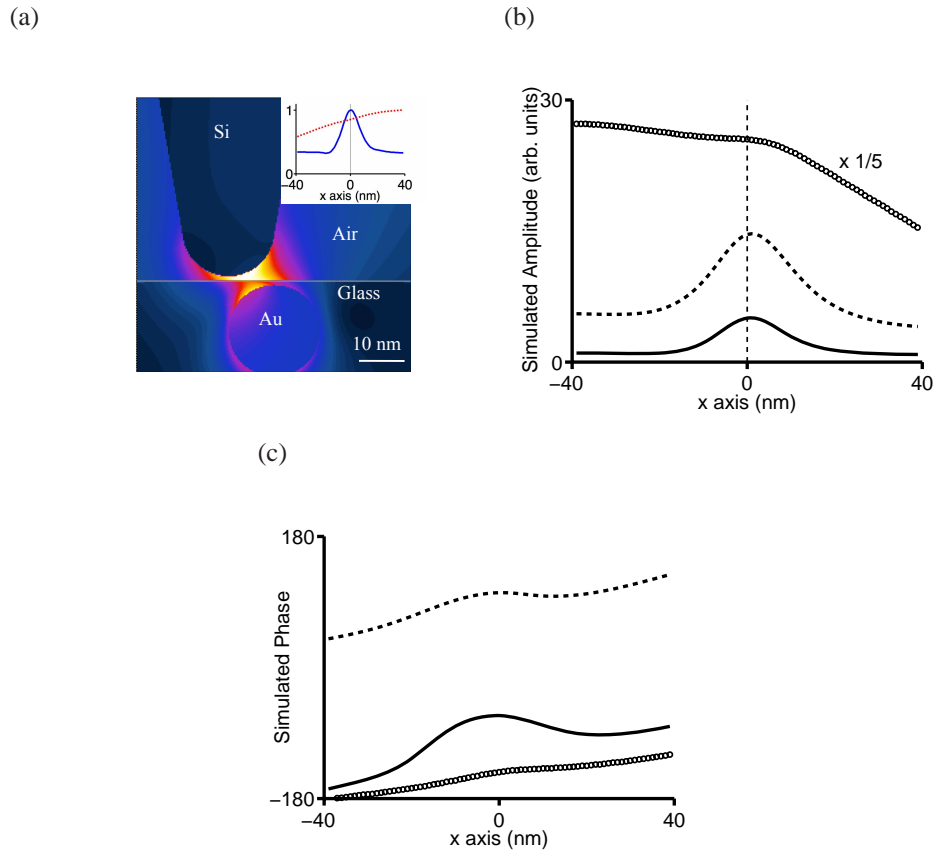 (a)
(b)
Si
1
0
−40
0
40
x axis (nm)
Air
Glass
Au
10 nm
Simulated Amplitude (arb. units)
30
0
x 1/5
−40
0
40
x axis (nm)
(c)
Simulated Phase
180
−180
−40
0
40
x axis (nm)